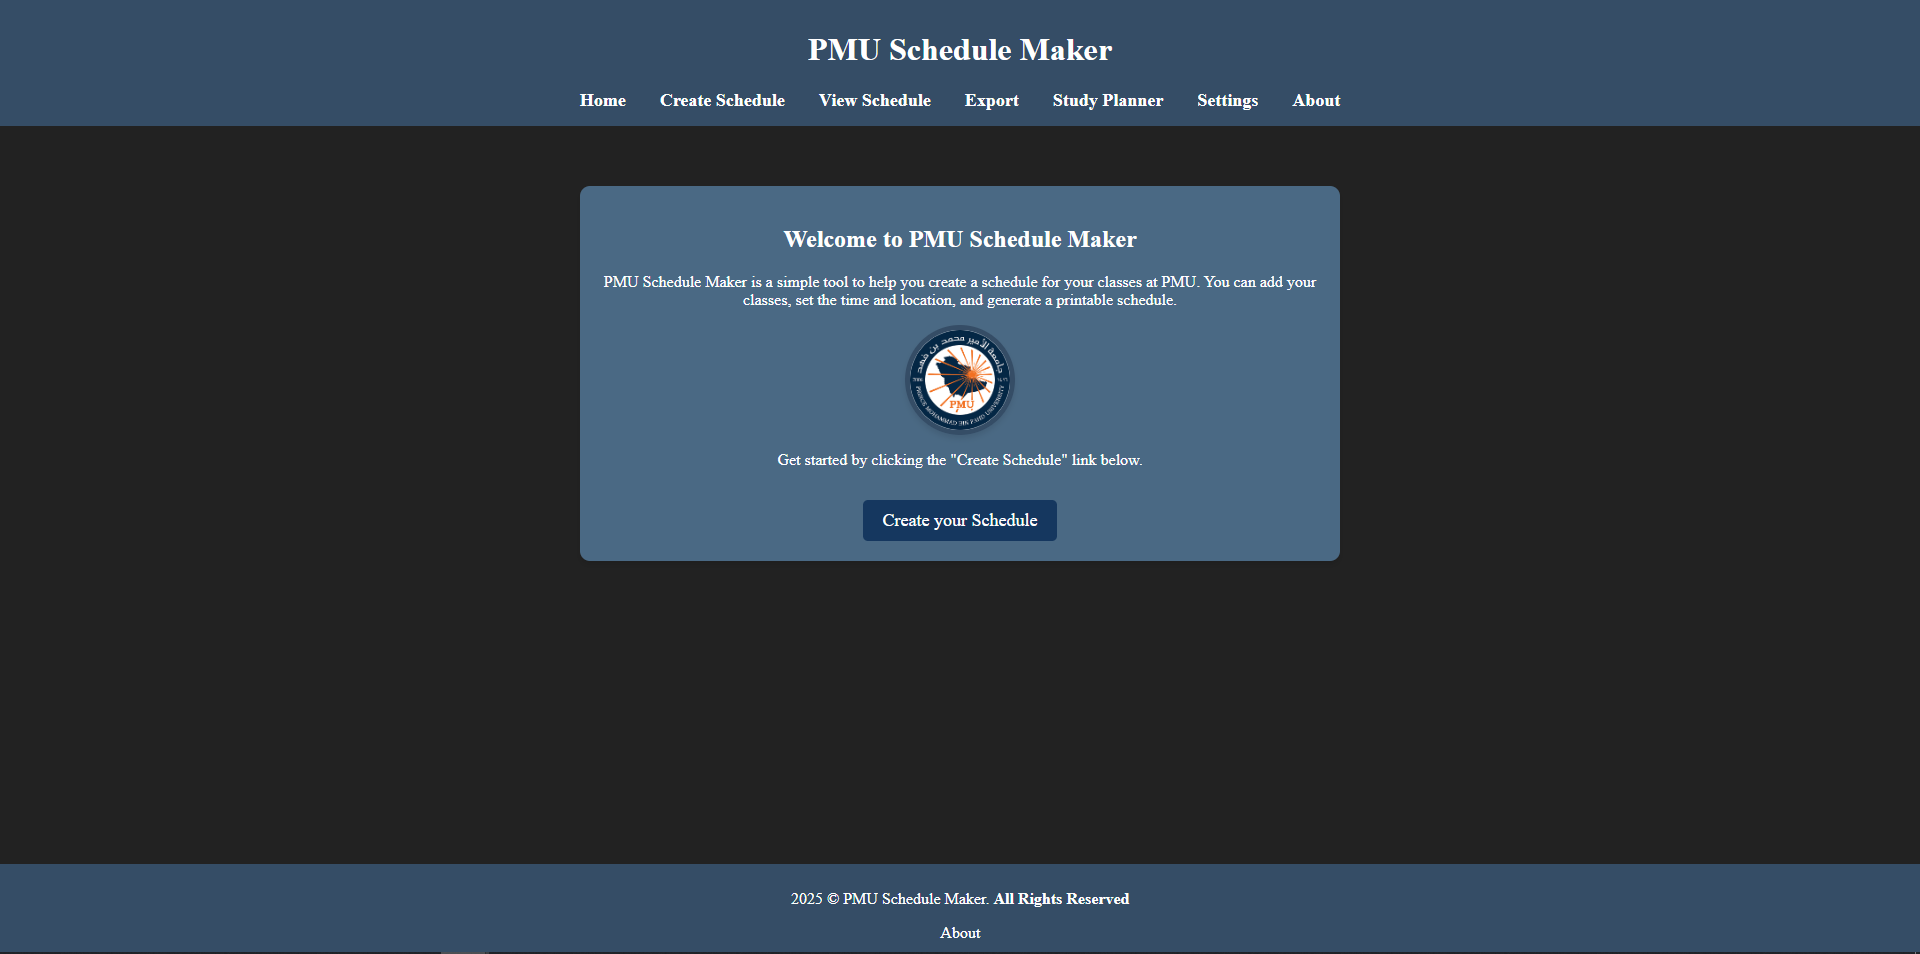 PMU Schedule Maker
Home Create Schedule View Schedule Export Study Planner Settings About
Welcome to PMU Schedule Maker
PMU Schedule Maker is a simple tool to help you create a schedule for your classes at PMU. You can add your
classes, set the time and location, and generate a printable schedule.
جامعة الأمير محمد بن فهد
PMU
PRINCE MOHAMMED BIN FAHD UNIVERSITY
Get started by clicking the "Create Schedule" link below.
Create your Schedule
2025 © PMU Schedule Maker. All Rights Reserved
About